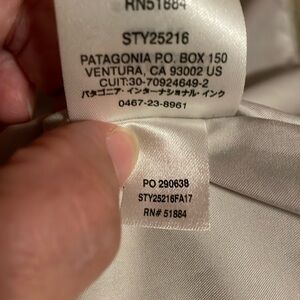 RN51884
STY25216
PATAGONIA P.O. BOX 150
VENTURA, CA 93002 US
CUIT:30-70924649-2
パタゴニア・インターナショナル・インク
0467-23-8961
PO 290638
STY25216FA17
RN# 51884